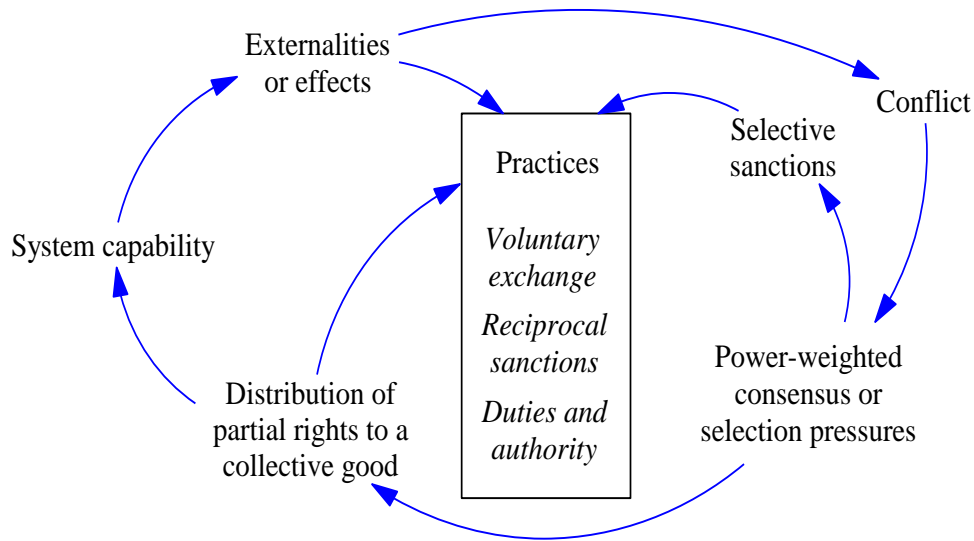 Externalities
or effects
Conflict
Selective
sanctions
Practices
Voluntary
exchange
Reciprocal
sanctions
Duties and
authority
System capability
Power-weighted
consensus or
selection pressures
Distribution of
partial rights to a
collective good